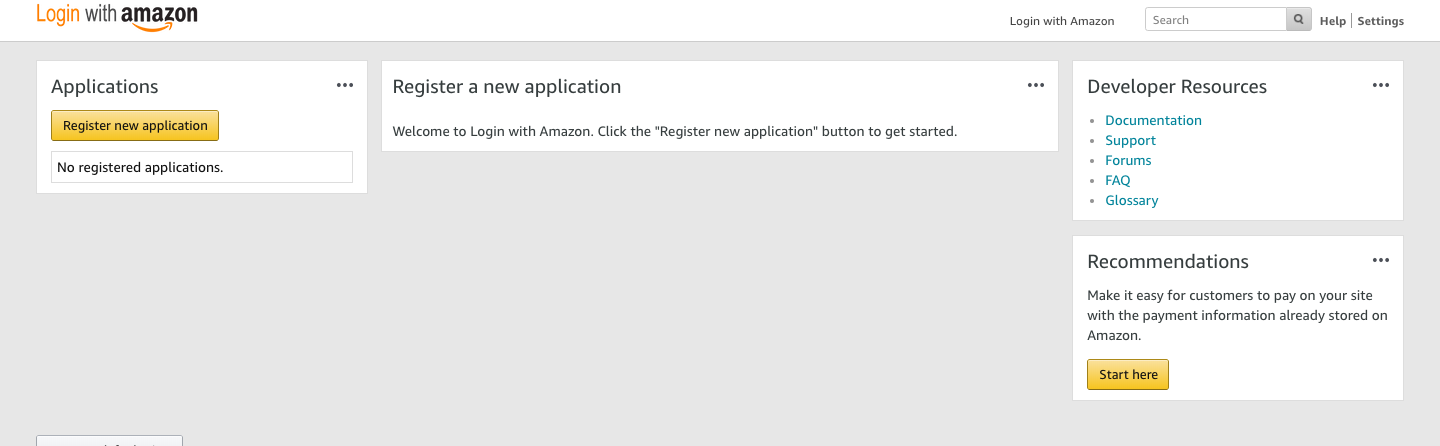 Login with amazon
Login with Amazon
Search
Help
Settings
Applications
Register new application
No registered applications.
Register a new application
Welcome to Login with Amazon. Click the "Register new application" button to get started.
Developer Resources
Documentation
Support
Forums
FAQ
Glossary
Recommendations
Make it easy for customers to pay on your site
with the payment information already stored on
Amazon.
Start here